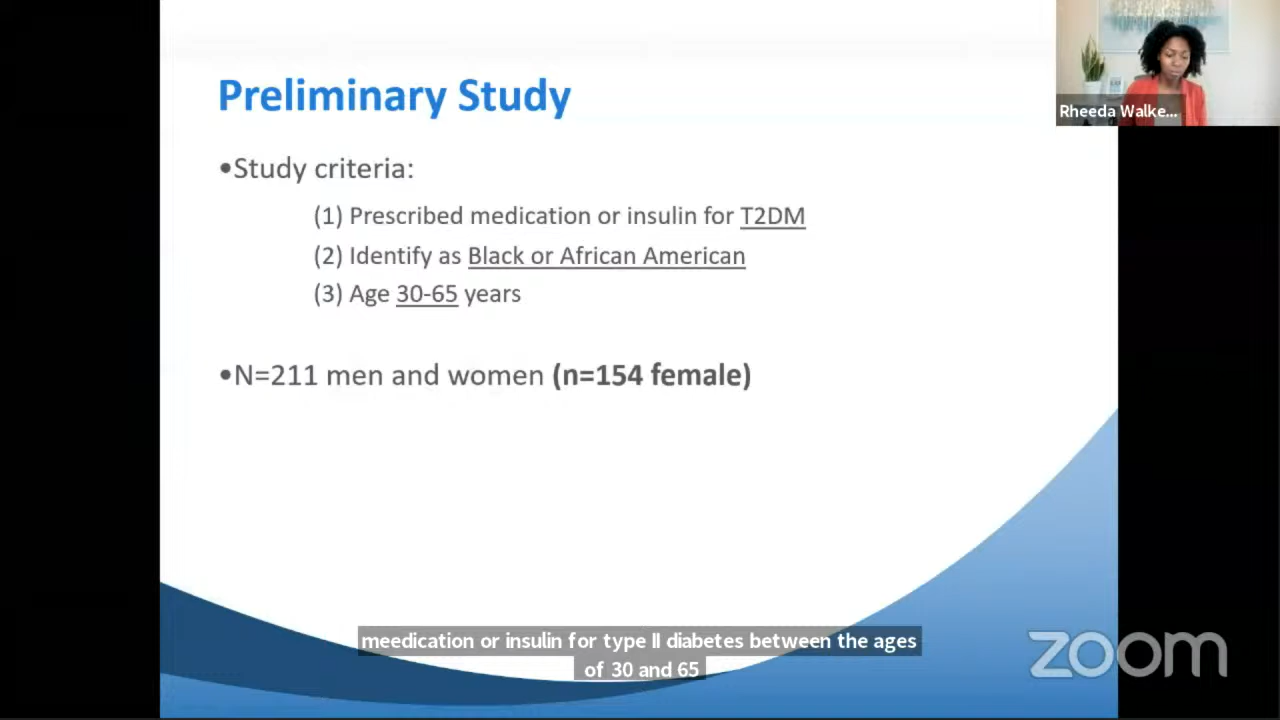 Preliminary Study
•Study criteria:
(1) Prescribed medication or insulin for T2DM
(2) Identify as Black or African American
(3) Age 30-65 years
•N=211 men and women (n=154 female)
Rheeda Walke...
meedication or insulin for type II diabetes between the ages
of 30 and 65
zoom